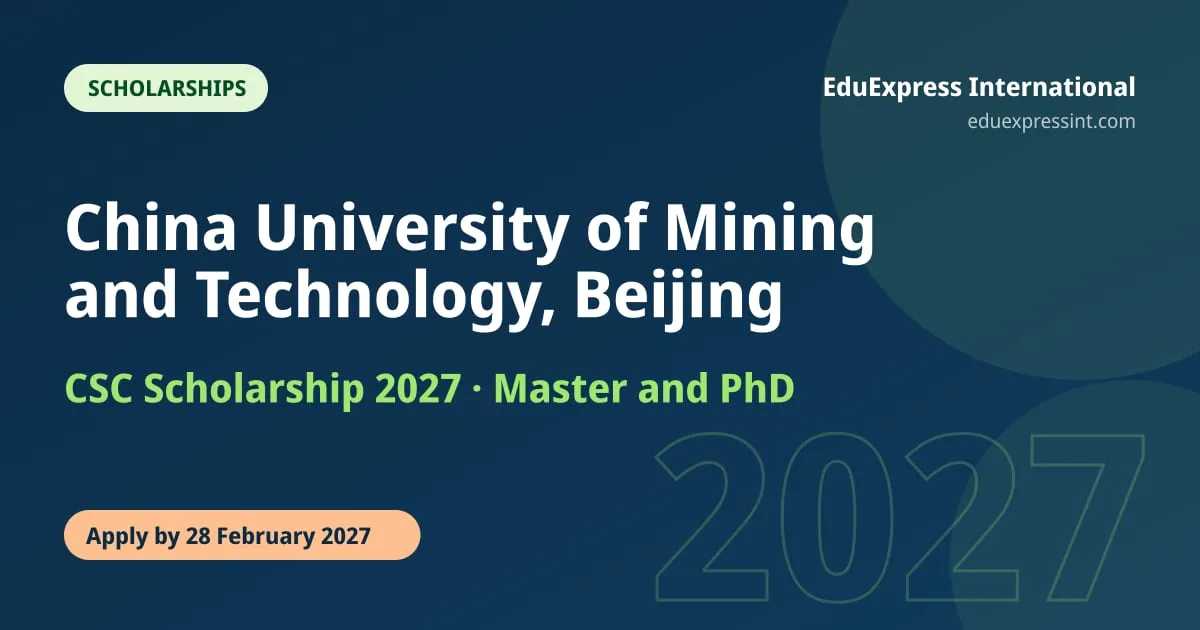 SCHOLARSHIPS
EduExpress International
eduexpressint.com
China University of Mining
and Technology, Beijing
CSC Scholarship 2027 · Master and PhD
2027
Apply by 28 February 2027